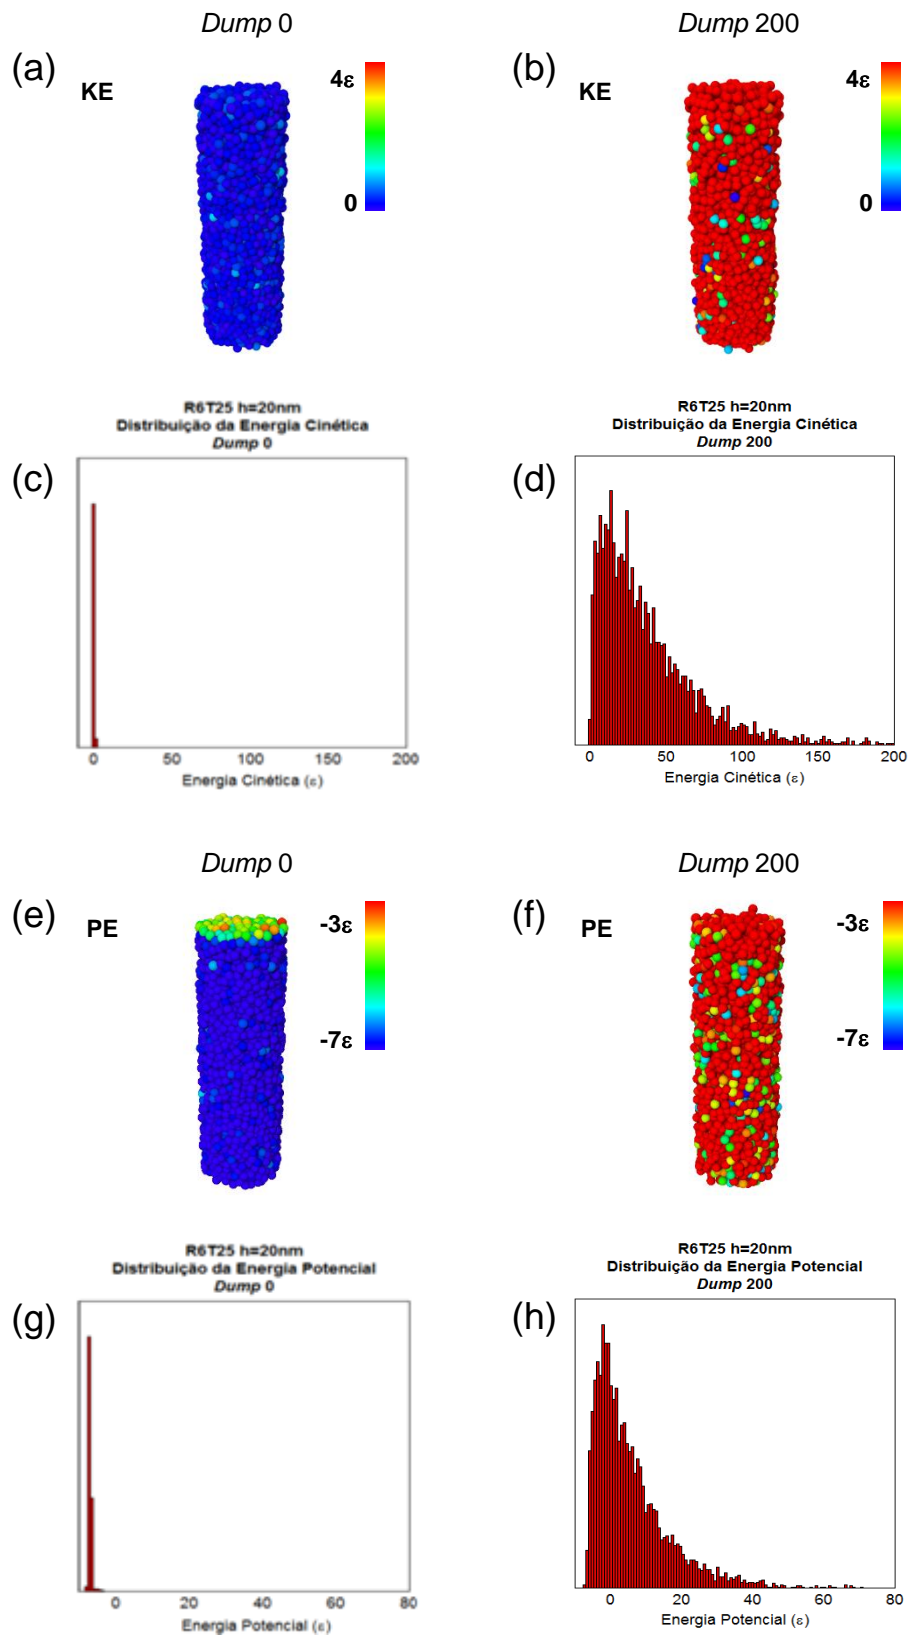 Dump 0
Dump 200
(a)
KE
4ε
0
(b)
KE
4ε
0
R6T25 h=20nm
Distribuição da Energia Cinética
Dump 0
(c)
0 50 100 150 200
Energia Cinética (ε)
R6T25 h=20nm
Distribuição da Energia Cinética
Dump 200
(d)
0 50 100 150 200
Energia Cinética (ε)
Dump 0
Dump 200
(e)
PE
-3ε
-7ε
(f)
PE
-3ε
-7ε
R6T25 h=20nm
Distribuição da Energia Potencial
Dump 0
(g)
0 20 40 60 80
Energia Potencial (ε)
R6T25 h=20nm
Distribuição da Energia Potencial
Dump 200
(h)
0 20 40 60 80
Energia Potencial (ε)